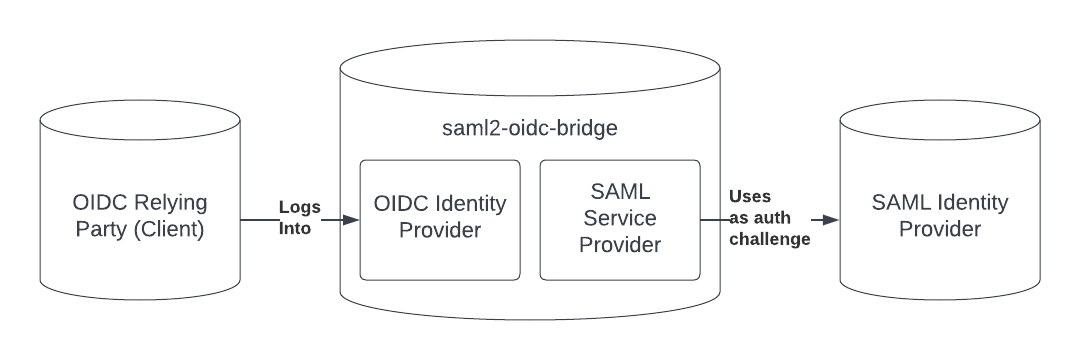 saml2-oidc-bridge
OIDC Relying
Party (Client)
Logs
Into
OIDC Identity
Provider
SAML
Service
Provider
Uses
as auth
challenge
SAML Identity
Provider